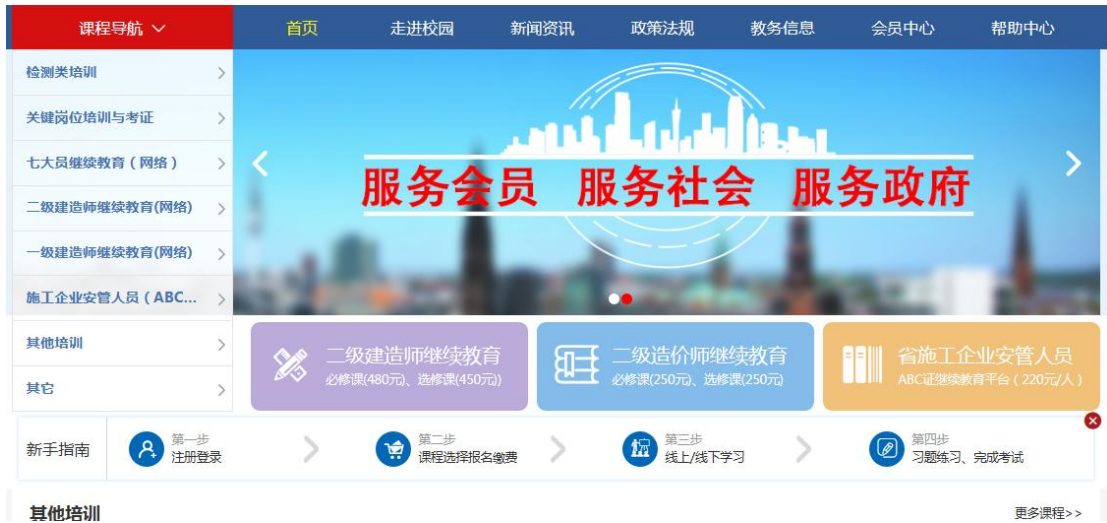 课程导航 首页 走进校园 新闻资讯 政策法规 教务信息 会员中心 帮助中心
检测类培训
关键岗位培训与考证
七大员继续教育（网络）
二级建造师继续教育(网络)
一级建造师继续教育(网络)
施工企业安管人员（ABC...
其他培训
其它
服务会员 服务社会 服务政府
二级建造师继续教育
必修课(480元)、选修课(450元))
二级造价师继续教育
必修课(250元)、选修课(250元)
省施工企业安管人员
ABC证继续教育平台（220元/人）
新手指南
第一步
注册登录
第二步
课程选择报名缴费
第三步
线上/线下学习
第四步
习题练习、完成考试
其他培训
更多课程>>